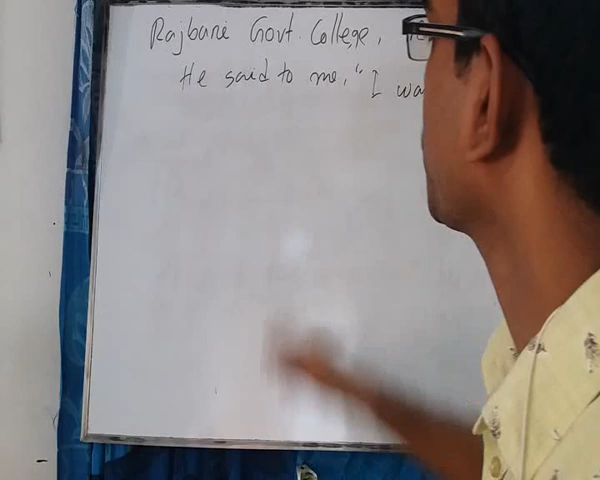 Rajbari Govt. College,
He said to me, "I wa